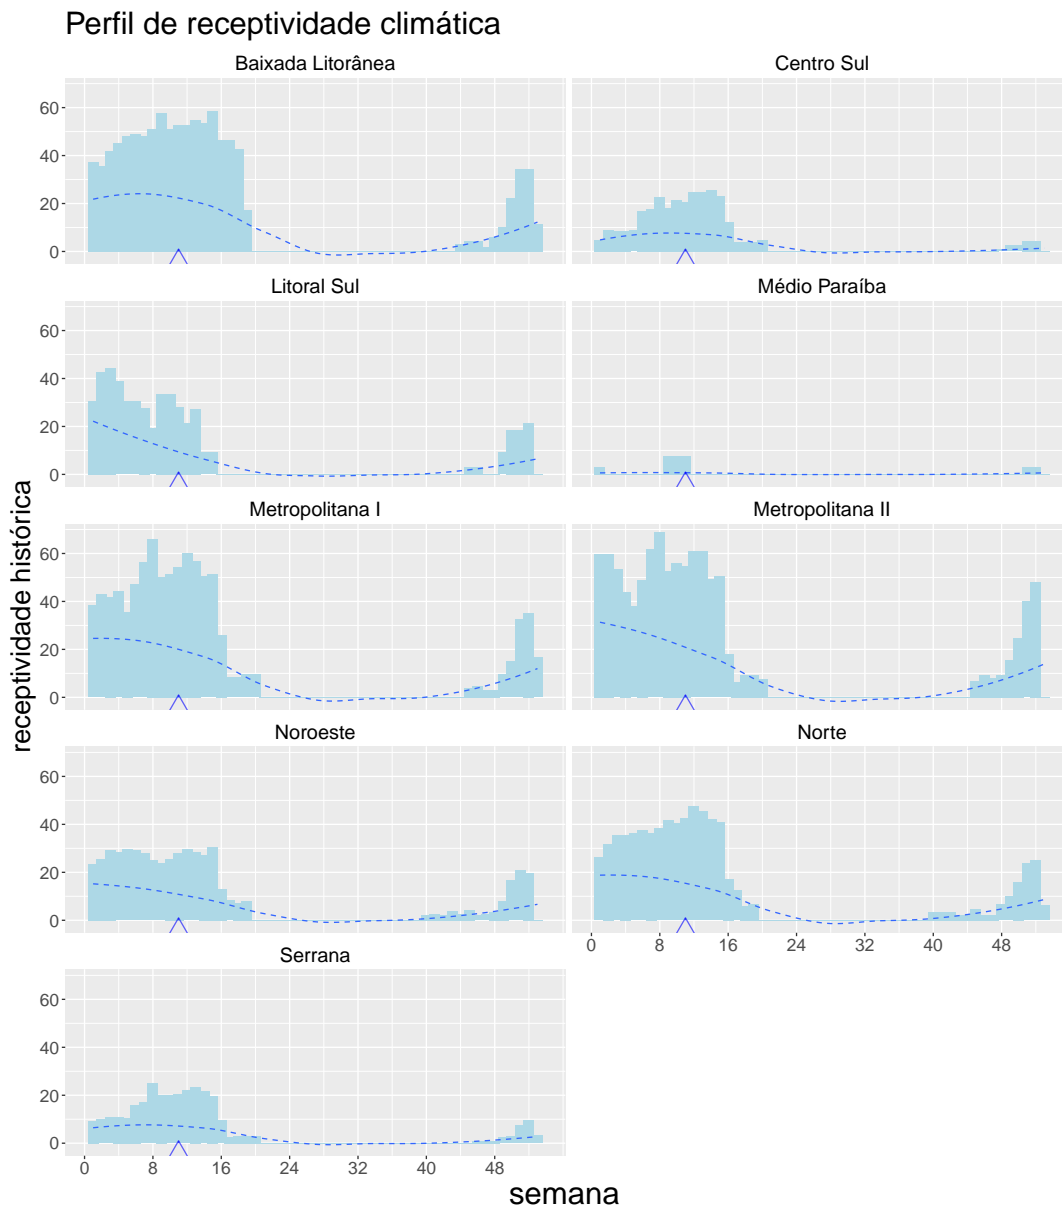 Perfil de receptividade climática
Baixada Litorânea
Centro Sul
60
40
20
0
Litoral Sul
Médio Paraíba
60
40
20
0
Metropolitana I
Metropolitana II
60
40
20
0
receptividade histórica
Noroeste
Norte
60
40
20
0
0 8 16 24 32 40 48
Serrana
60
40
20
0
0 8 16 24 32 40 48
semana